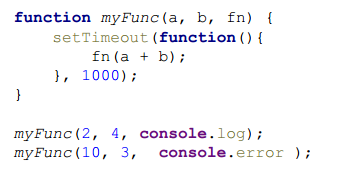 function myFunc(a, b, fn) {
    setTimeout(function(){
        fn(a + b);
    }, 1000);
}

myFunc(2, 4, console.log);
myFunc(10, 3,  console.error );